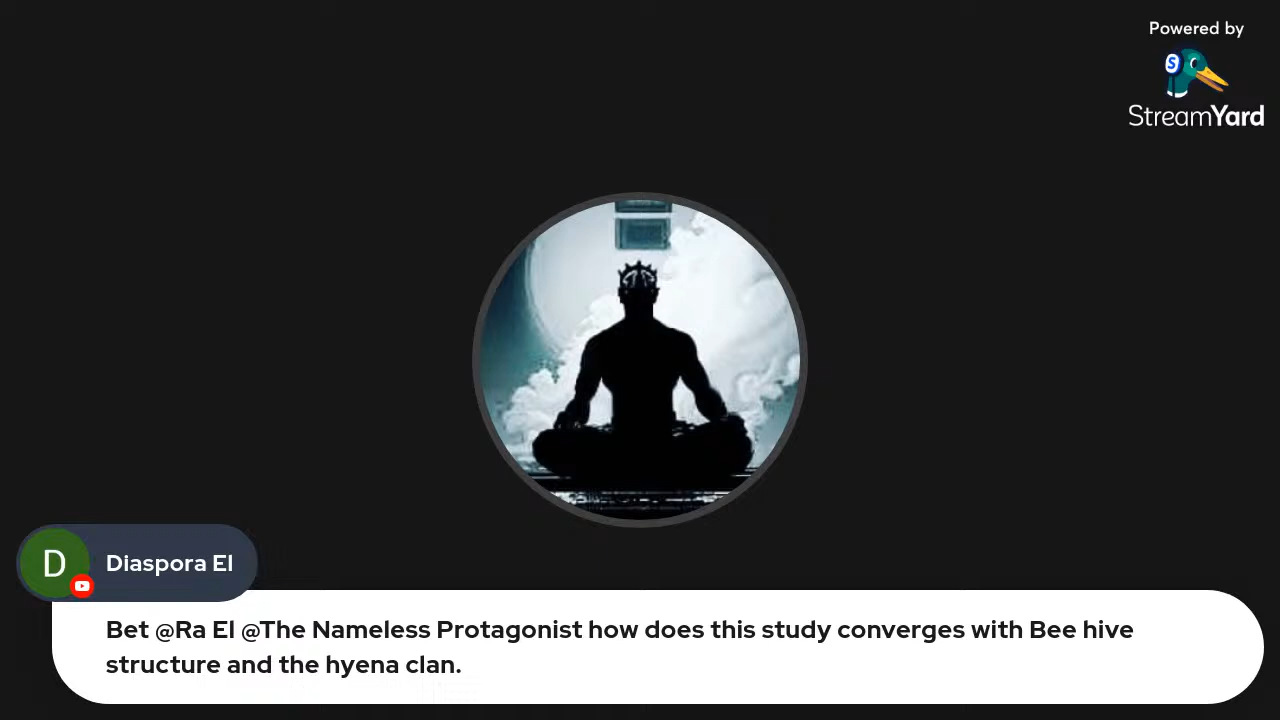 Powered by
S
StreamYard
D
Diaspora El
Bet @Ra El @The Nameless Protagonist how does this study converges with Bee hive
structure and the hyena clan.